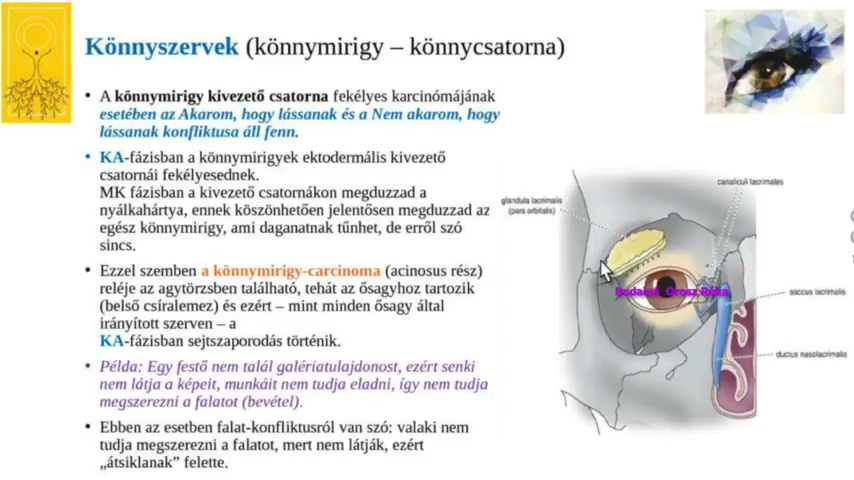 Könnyszervek (könnymirigy – könnycsatorna)
• A könnymirigy kivezető csatorna fekélyes karcinómájának
esetében az Akarom, hogy lássanak és a Nem akarom, hogy
lássanak konfliktusa áll fenn.
• KA-fázisban a könnymirigyek ektodermális kivezető
csatornái fekélyesednek.
MK fázisban a kivezető csatornákon megduzzad a
nyálkahártya, ennek köszönhetően jelentősen megduzzad az
egész könnymirigy, ami daganatnak tűnhet, de erről szó
sincs.
• Ezzel szemben a könnymirigy-carcinoma (acinosus rész)
reléje az agytörzsben található, tehát az ősagyhoz tartozik
(belső csíralemez) és ezért – mint minden ősagy által
irányított szerven – a
KA-fázisban sejtszaporodás történik.
• Példa: Egy festő nem talál galériatulajdonost, ezért senki
nem látja a képeit, munkáit nem tudja eladni, így nem tudja
megszerezni a falatot (bevétel).
• Ebben az esetben falat-konfliktusról van szó: valaki nem
tudja megszerezni a falatot, mert nem látják, ezért
„átsiklanak” felette.
canaliculi lacrimales
glandula lacrimalis
(pars orbitalis)
Orosz
saccus lacrimalis
ductus nasolacrimalis